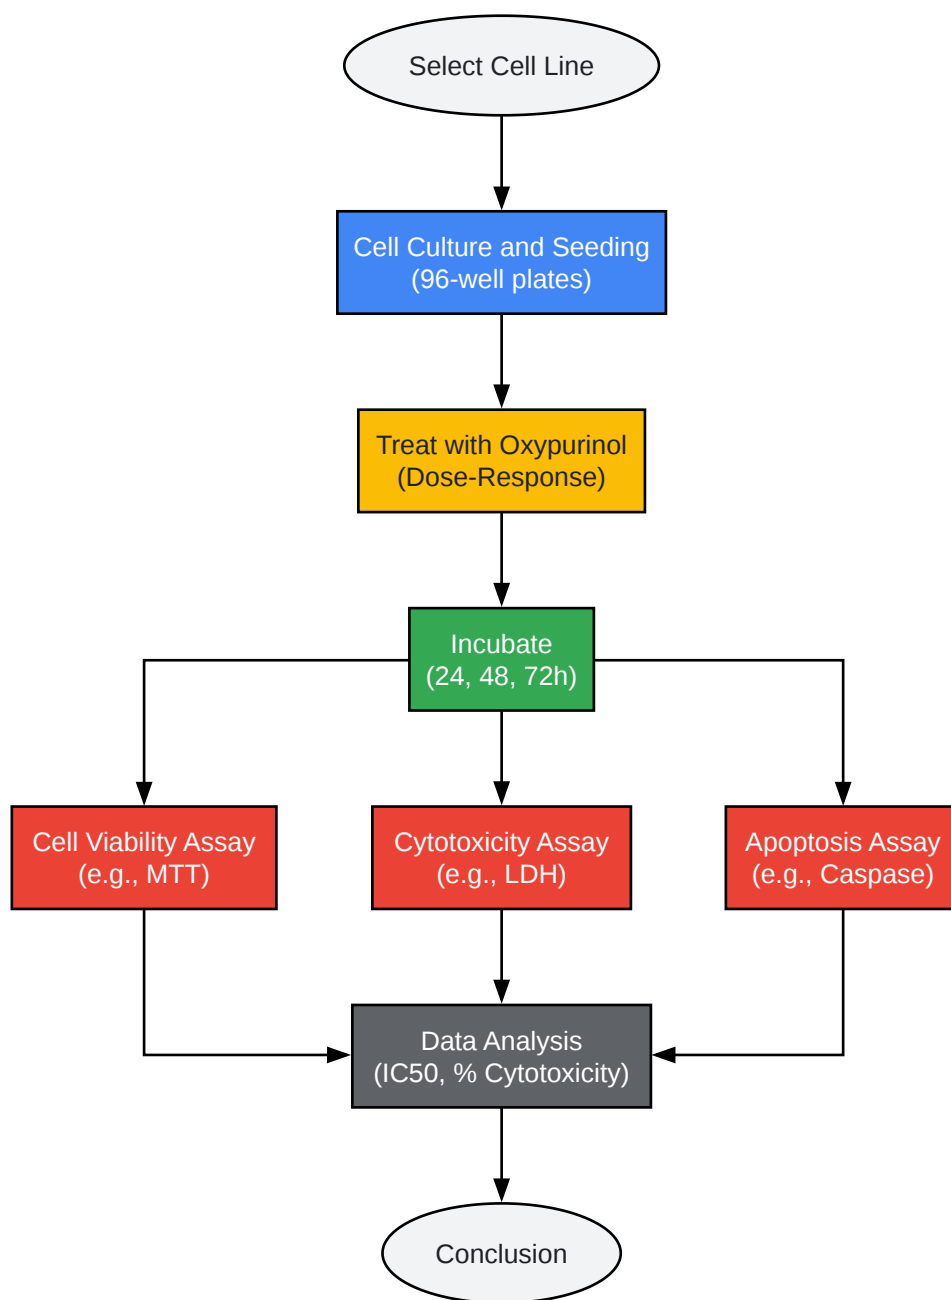 Select Cell Line
Cell Culture and Seeding
(96-well plates)
Treat with Oxypurinol
(Dose-Response)
Incubate
(24, 48, 72h)
Cell Viability Assay
(e.g., MTT)
Cytotoxicity Assay
(e.g., LDH)
Apoptosis Assay
(e.g., Caspase)
Data Analysis
(IC50, % Cytotoxicity)
Conclusion